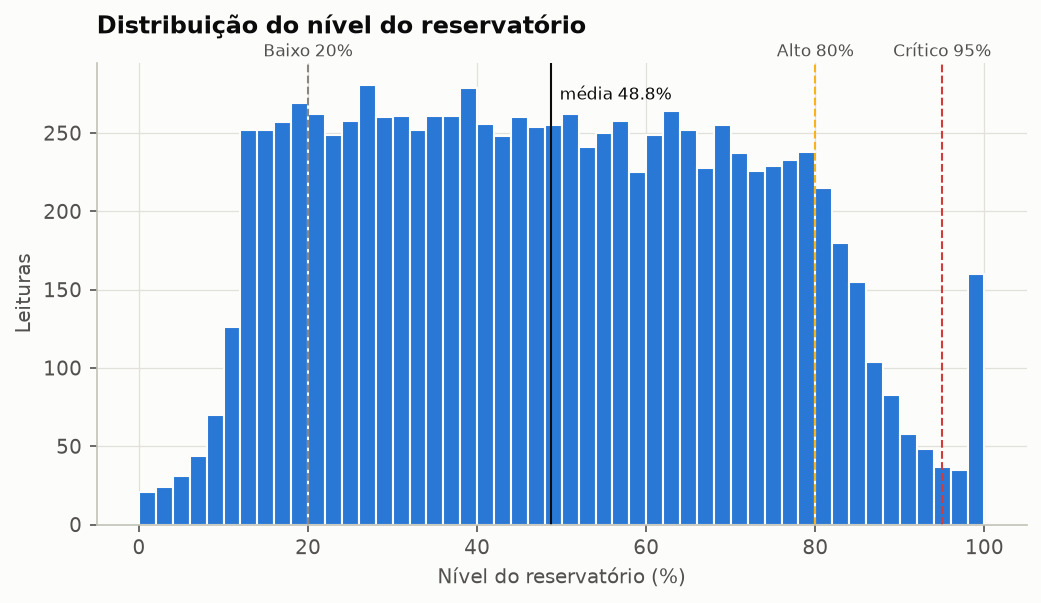 Distribuição do nível do reservatório
Baixo 20%
Alto 80%
Crítico 95%
média 48.8%
Leituras
250
200
150
100
50
0
0 20 40 60 80 100
Nível do reservatório (%)